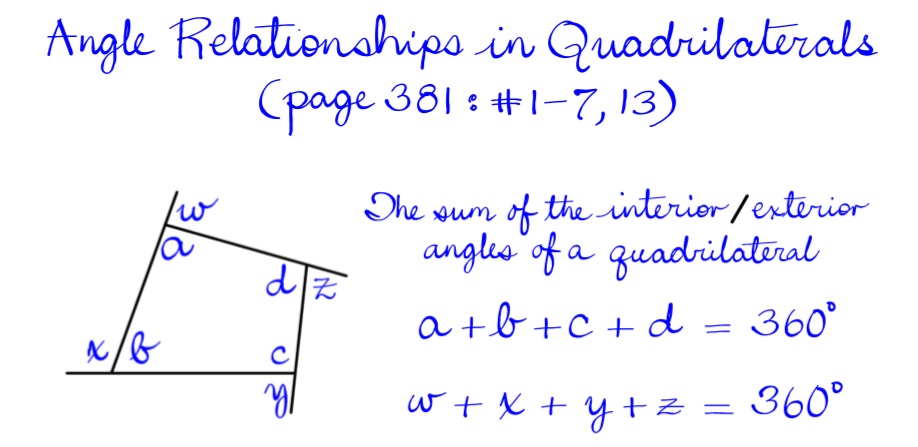 Angle Relationships in Quadrilaterals
(page 381: #1-7, 13)
w
a
d z
x b
c
y
The sum of the interior/exterior
angles of a quadrilateral
a + b + c + d = 360°
w + x + y + z = 360°